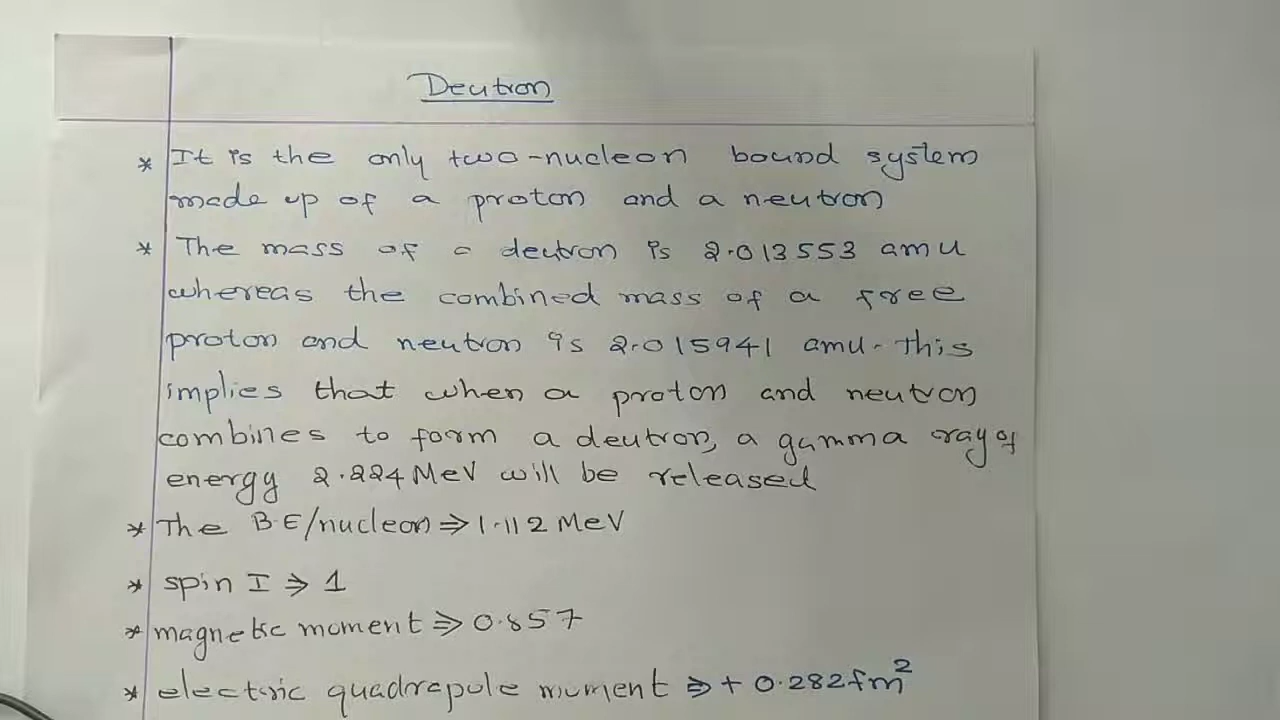 Deutron
* It is the only two-nucleon bound system
made up of a proton and a neutron
* The mass of a deutron is 2.013553 amu
whereas the combined mass of a free
proton and neutron is 2.015941 amu. This
implies that when a proton and neutron
combines to form a deutron, a gamma ray of
energy 2.224 MeV will be released
* The B.E/nucleon ⇒ 1.112 MeV
* spin I ⇒ 1
* magnetic moment ⇒ 0.857
* electric quadrapole moment ⇒ + 0.282 fm²